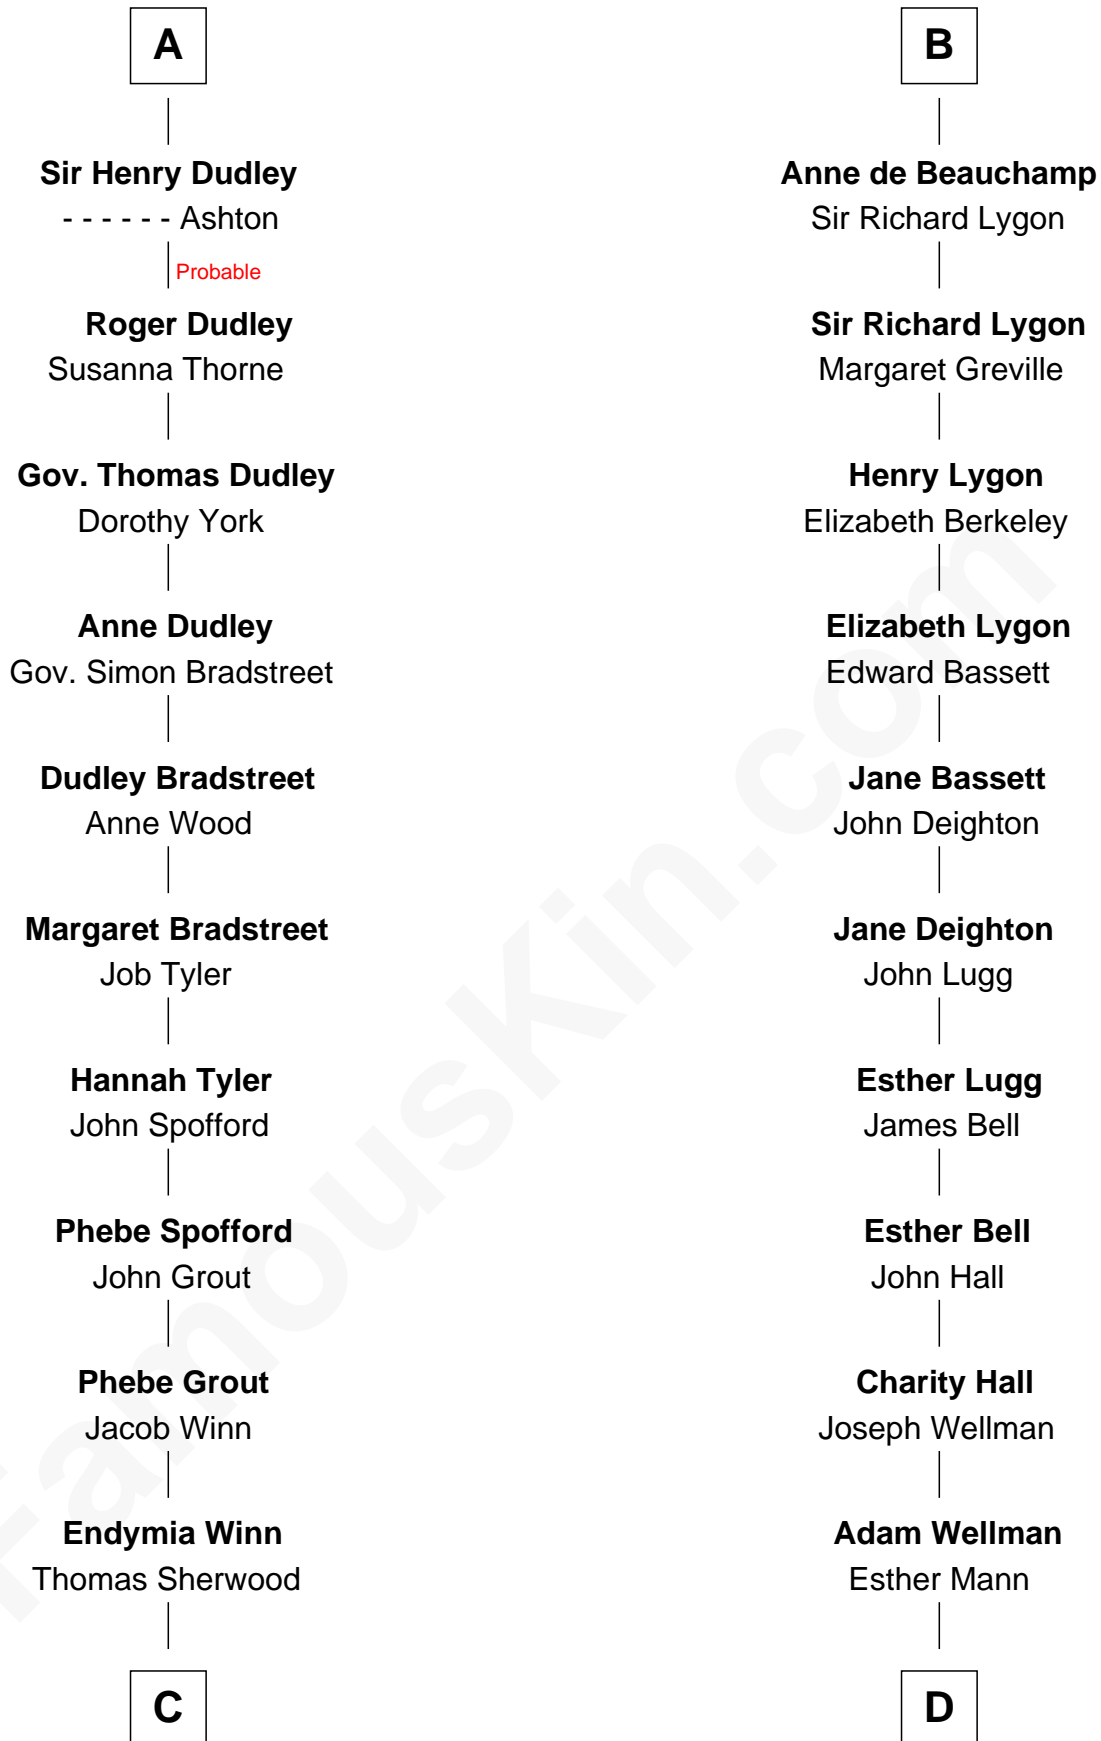 A
Sir Henry Dudley
- - - - - - Ashton
Probable
Roger Dudley
Susanna Thorne
Gov. Thomas Dudley
Dorothy York
Anne Dudley
Gov. Simon Bradstreet
Dudley Bradstreet
Anne Wood
Margaret Bradstreet
Job Tyler
Hannah Tyler
John Spofford
Phebe Spofford
John Grout
Phebe Grout
Jacob Winn
Endymia Winn
Thomas Sherwood
C
B
Anne de Beauchamp
Sir Richard Lygon
Sir Richard Lygon
Margaret Greville
Henry Lygon
Elizabeth Berkeley
Elizabeth Lygon
Edward Bassett
Jane Bassett
John Deighton
Jane Deighton
John Lugg
Esther Lugg
James Bell
Esther Bell
John Hall
Charity Hall
Joseph Wellman
Adam Wellman
Esther Mann
D
FamousKin.com